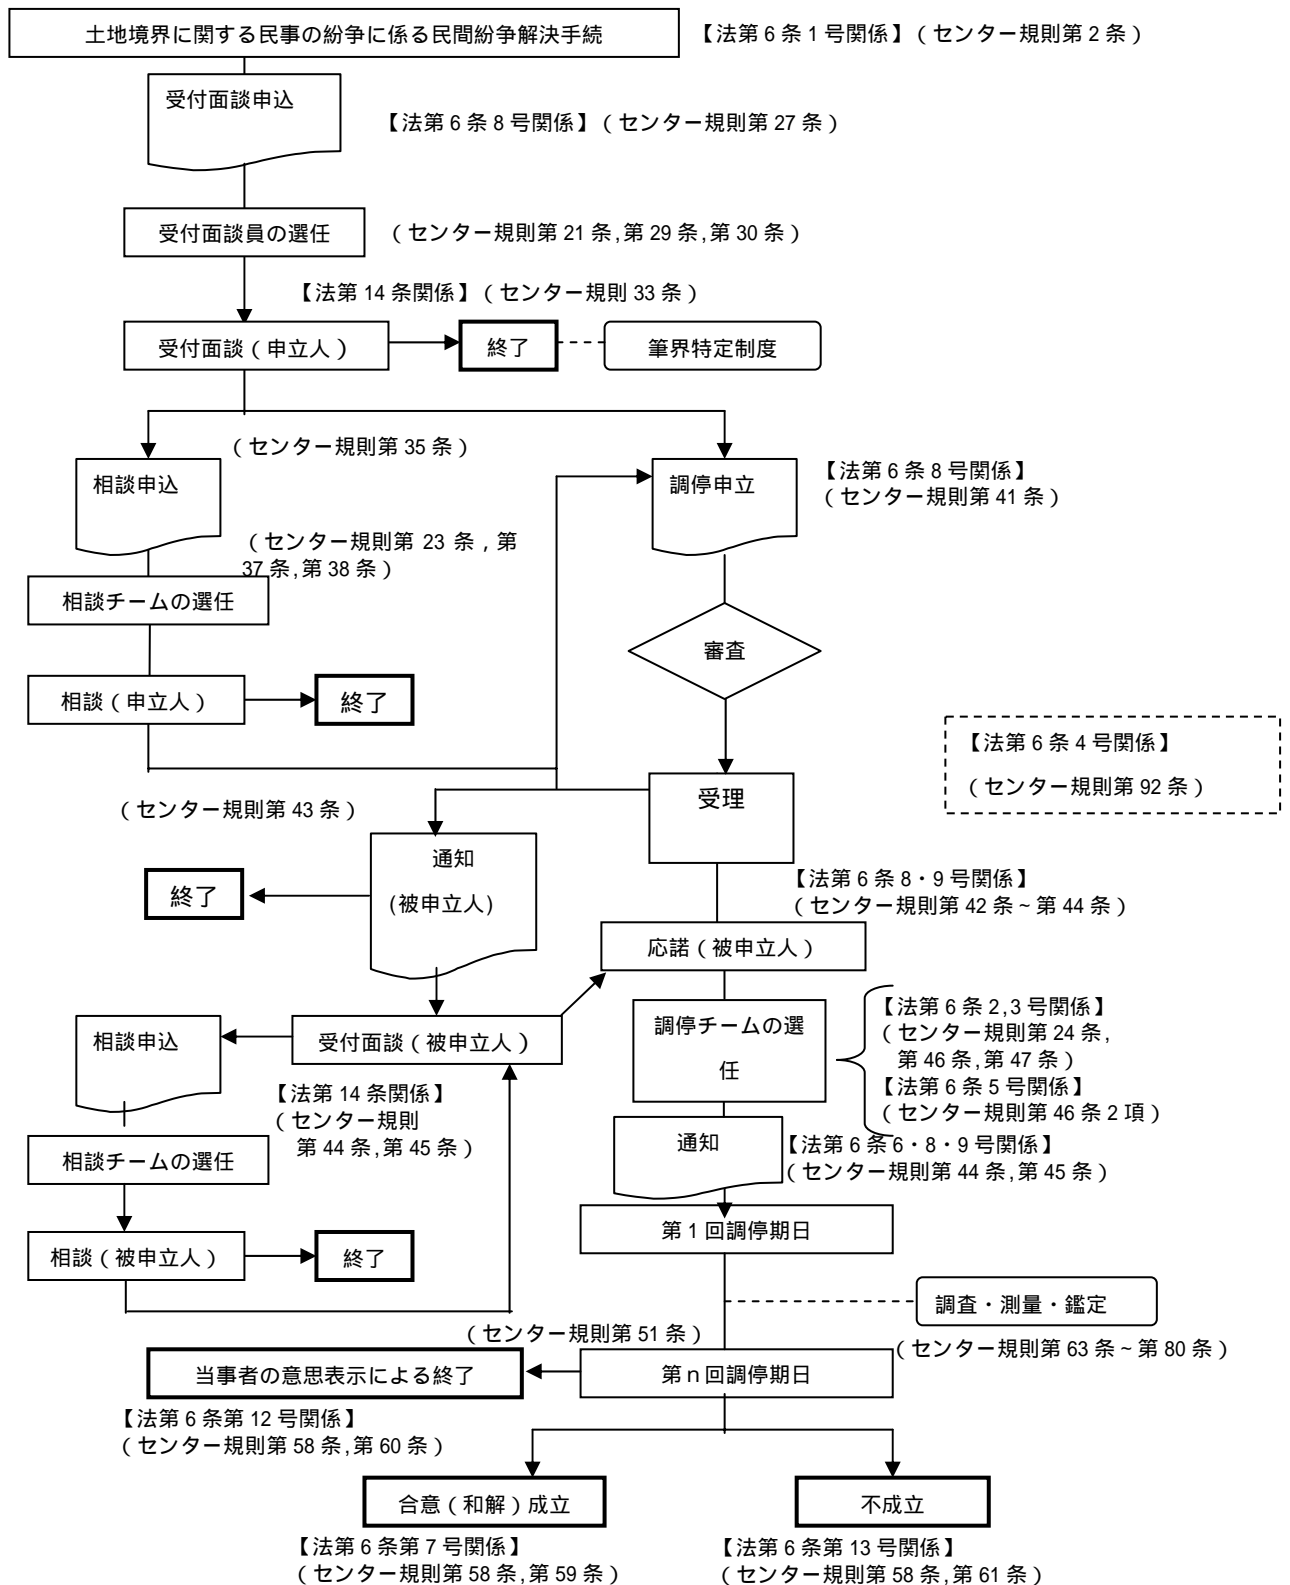 土地境界に関する民事の紛争に係る民間紛争解決手続
【法第6条1号関係】(センター規則第2条)
受付面談申込
【法第6条8号関係】(センター規則第27条)
受付面談員の選任
(センター規則第21条,第29条,第30条)
【法第14条関係】(センター規則33条)
受付面談(申立人)
終了
筆界特定制度
(センター規則第35条)
相談申込
調停申立
【法第6条8号関係】
(センター規則第41条)
(センター規則第23条,第
37条,第38条)
相談チームの選任
審査
相談(申立人)
終了
【法第6条4号関係】
(センター規則第92条)
受理
(センター規則第43条)
通知
(被申立人)
終了
【法第6条8・9号関係】
(センター規則第42条~第44条)
応諾(被申立人)
調停チームの選
任
【法第6条2,3号関係】
(センター規則第24条,
第46条,第47条)
【法第6条5号関係】
(センター規則第46条2項)
相談申込
受付面談(被申立人)
【法第14条関係】
(センター規則
第44条,第45条)
通知
【法第6条6・8・9号関係】
(センター規則第44条,第45条)
相談チームの選任
第1回調停期日
相談(被申立人)
終了
調査・測量・鑑定
(センター規則第51条)
(センター規則第63条~第80条)
当事者の意思表示による終了
第n回調停期日
【法第6条第12号関係】
(センター規則第58条,第60条)
合意(和解)成立
不成立
【法第6条第7号関係】
(センター規則第58条,第59条)
【法第6条第13号関係】
(センター規則第58条,第61条)